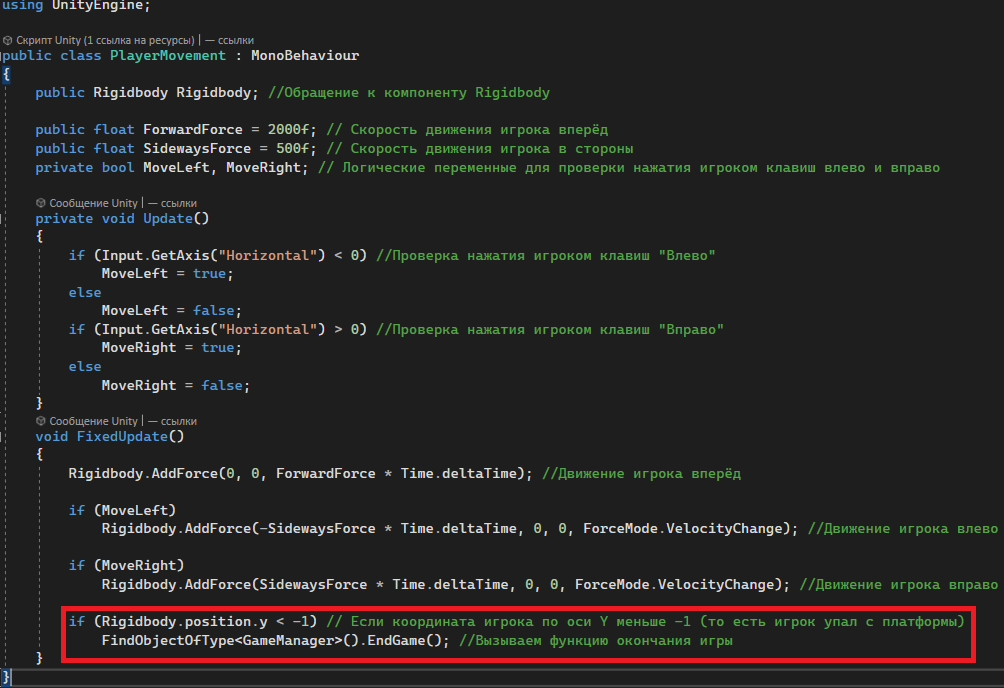 using UnityEngine;
Скрипт Unity (1 ссылка на ресурсы) | — ссылки
public class PlayerMovement : MonoBehaviour
{
public Rigidbody Rigidbody; //Обращение к компоненту Rigidbody
public float ForwardForce = 2000f; // Скорость движения игрока вперёд
public float SidewaysForce = 500f; // Скорость движения игрока в стороны
private bool MoveLeft, MoveRight; // Логические переменные для проверки нажатия игроком клавиш влево и вправо
Сообщение Unity | — ссылки
private void Update()
{
if (Input.GetAxis("Horizontal") < 0) //Проверка нажатия игроком клавиш "Влево"
MoveLeft = true;
else
MoveLeft = false;
if (Input.GetAxis("Horizontal") > 0) //Проверка нажатия игроком клавиш "Вправо"
MoveRight = true;
else
MoveRight = false;
}
Сообщение Unity | — ссылки
void FixedUpdate()
{
Rigidbody.AddForce(0, 0, ForwardForce * Time.deltaTime); //Движение игрока вперёд
if (MoveLeft)
Rigidbody.AddForce(-SidewaysForce * Time.deltaTime, 0, 0, ForceMode.VelocityChange); //Движение игрока влево
if (MoveRight)
Rigidbody.AddForce(SidewaysForce * Time.deltaTime, 0, 0, ForceMode.VelocityChange); //Движение игрока вправо
if (Rigidbody.position.y < -1) // Если координата игрока по оси Y меньше -1 (то есть игрок упал с платформы)
FindObjectOfType<GameManager>().EndGame(); //Вызываем функцию окончания игры
}
}